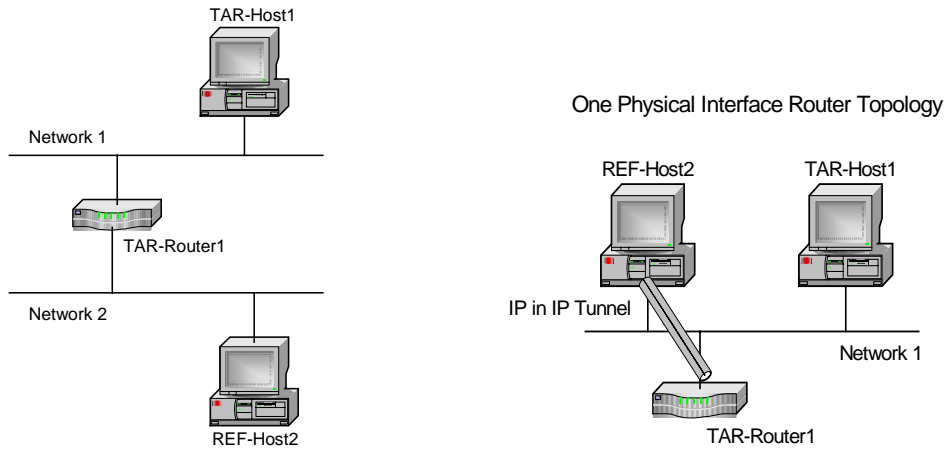 TAR-Host1
Network 1
TAR-Router1
Network 2
REF-Host2
One Physical Interface Router Topology
REF-Host2
TAR-Host1
IP in IP Tunnel
Network 1
TAR-Router1